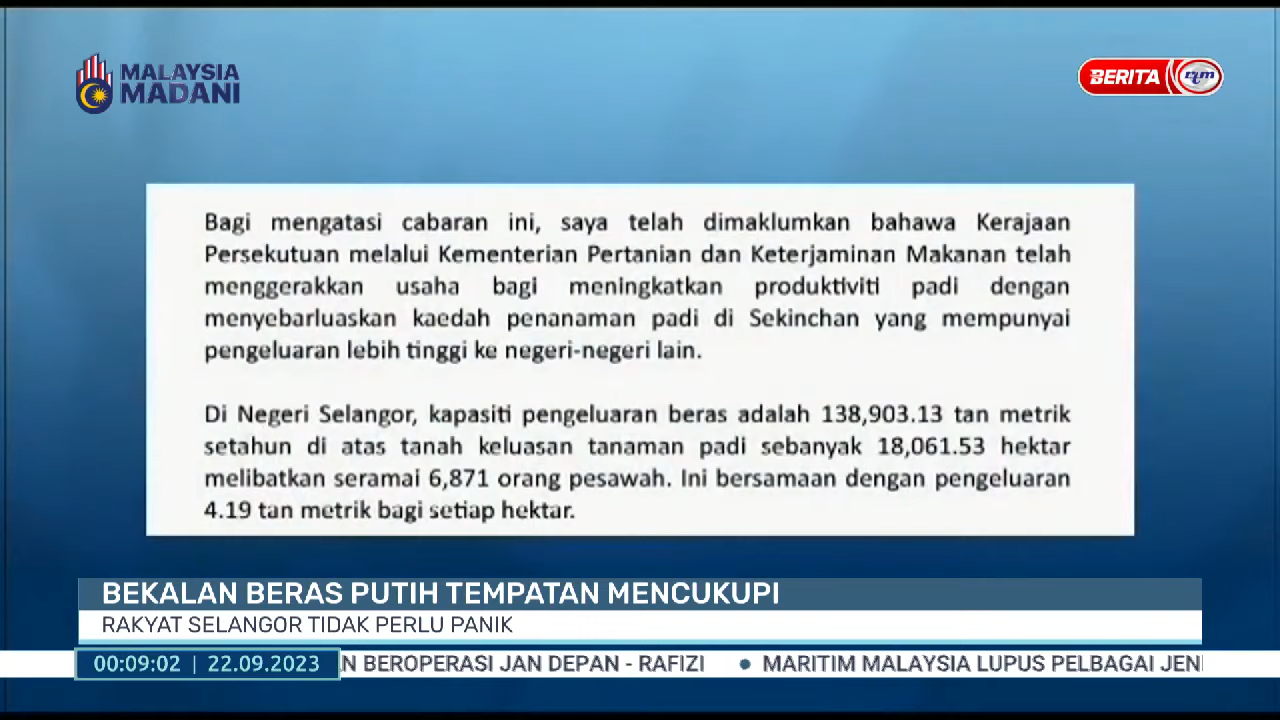 MALAYSIA
MADANI
BERITA rtm
Bagi mengatasi cabaran ini, saya telah dimaklumkan bahawa Kerajaan
Persekutuan melalui Kementerian Pertanian dan Keterjaminan Makanan telah
menggerakkan usaha bagi meningkatkan produktiviti padi dengan
menyebarluaskan kaedah penanaman padi di Sekinchan yang mempunyai
pengeluaran lebih tinggi ke negeri-negeri lain.
Di Negeri Selangor, kapasiti pengeluaran beras adalah 138,903.13 tan metrik
setahun di atas tanah keluasan tanaman padi sebanyak 18,061.53 hektar
melibatkan seramai 6,871 orang pesawah. Ini bersamaan dengan pengeluaran
4.19 tan metrik bagi setiap hektar.
BEKALAN BERAS PUTIH TEMPATAN MENCUKUPI
RAKYAT SELANGOR TIDAK PERLU PANIK
00:09:02 | 22.09.2023 N BEROPERASI JAN DEPAN - RAFIZI • MARITIM MALAYSIA LUPUS PELBAGAI JENI